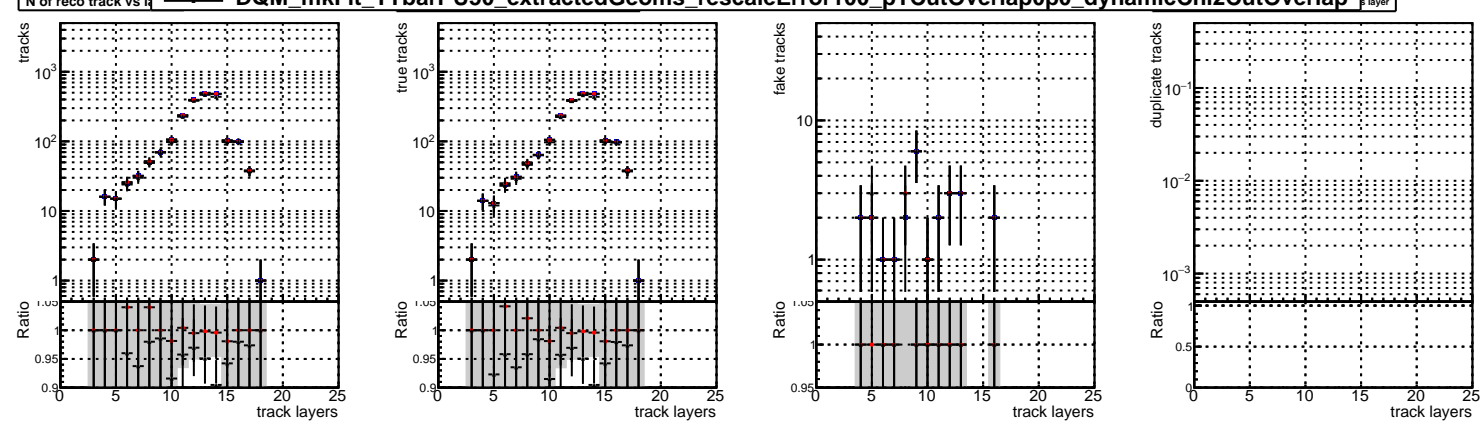 N of reco track vs la
DQM_mkFit_TTbarPU50_extractedGeoms_rescaleError100_pTCutOverlap0p0_dynamicChi2CutOverlap
s layer
tracks
10³
10²
10
1
Ratio
1.05
1
0.95
0.9
0 5 10 15 20 25
track layers
true tracks
10³
10²
10
1
Ratio
1.05
1
0.95
0.9
0 5 10 15 20 25
track layers
fake tracks
10
1
Ratio
1.05
1
0.95
0 5 10 15 20 25
track layers
duplicate tracks
10⁻¹
10⁻²
10⁻³
Ratio
1
0.5
0
0 5 10 15 20 25
track layers